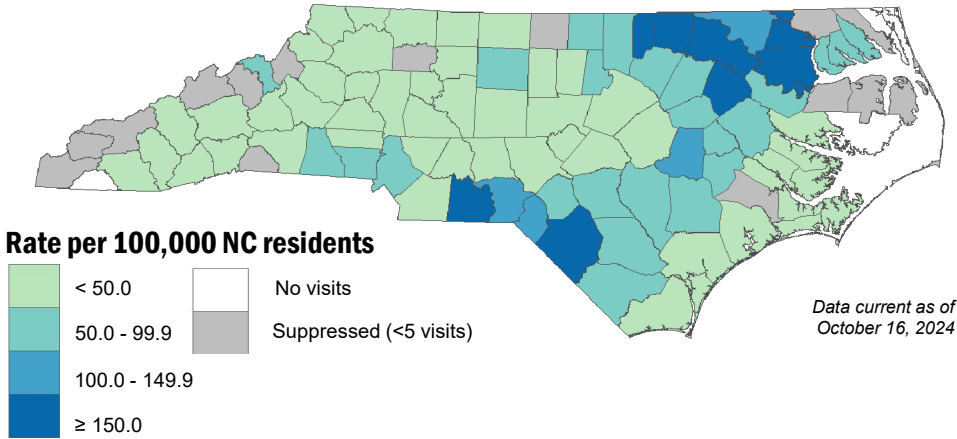 Rate per 100,000 NC residents
< 50.0
50.0 - 99.9
100.0 - 149.9
≥ 150.0
No visits
Suppressed (<5 visits)
Data current as of
October 16, 2024